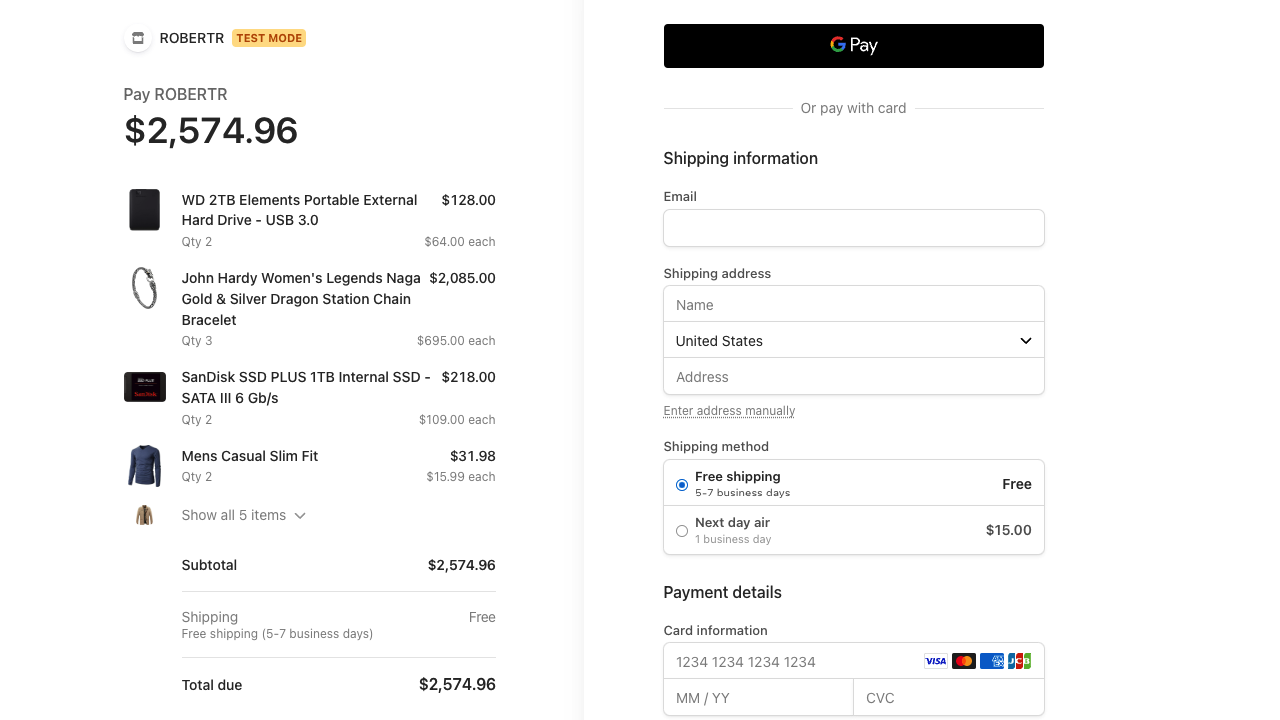 ROBERTR TEST MODE
Pay ROBERTR
$2,574.96
WD 2TB Elements Portable External $128.00
Hard Drive - USB 3.0
Qty 2 $64.00 each
John Hardy Women's Legends Naga $2,085.00
Gold & Silver Dragon Station Chain
Bracelet
Qty 3 $695.00 each
SanDisk SSD PLUS 1TB Internal SSD - $218.00
SATA III 6 Gb/s
Qty 2 $109.00 each
Mens Casual Slim Fit $31.98
Qty 2 $15.99 each
Show all 5 items
Subtotal $2,574.96
Shipping Free
Free shipping (5-7 business days)
Total due $2,574.96
G Pay
Or pay with card
Shipping information
Email
Shipping address
Name
United States
Address
Enter address manually
Shipping method
Free shipping Free
5-7 business days
Next day air $15.00
1 business day
Payment details
Card information
1234 1234 1234 1234 VISA JCB
MM / YY CVC